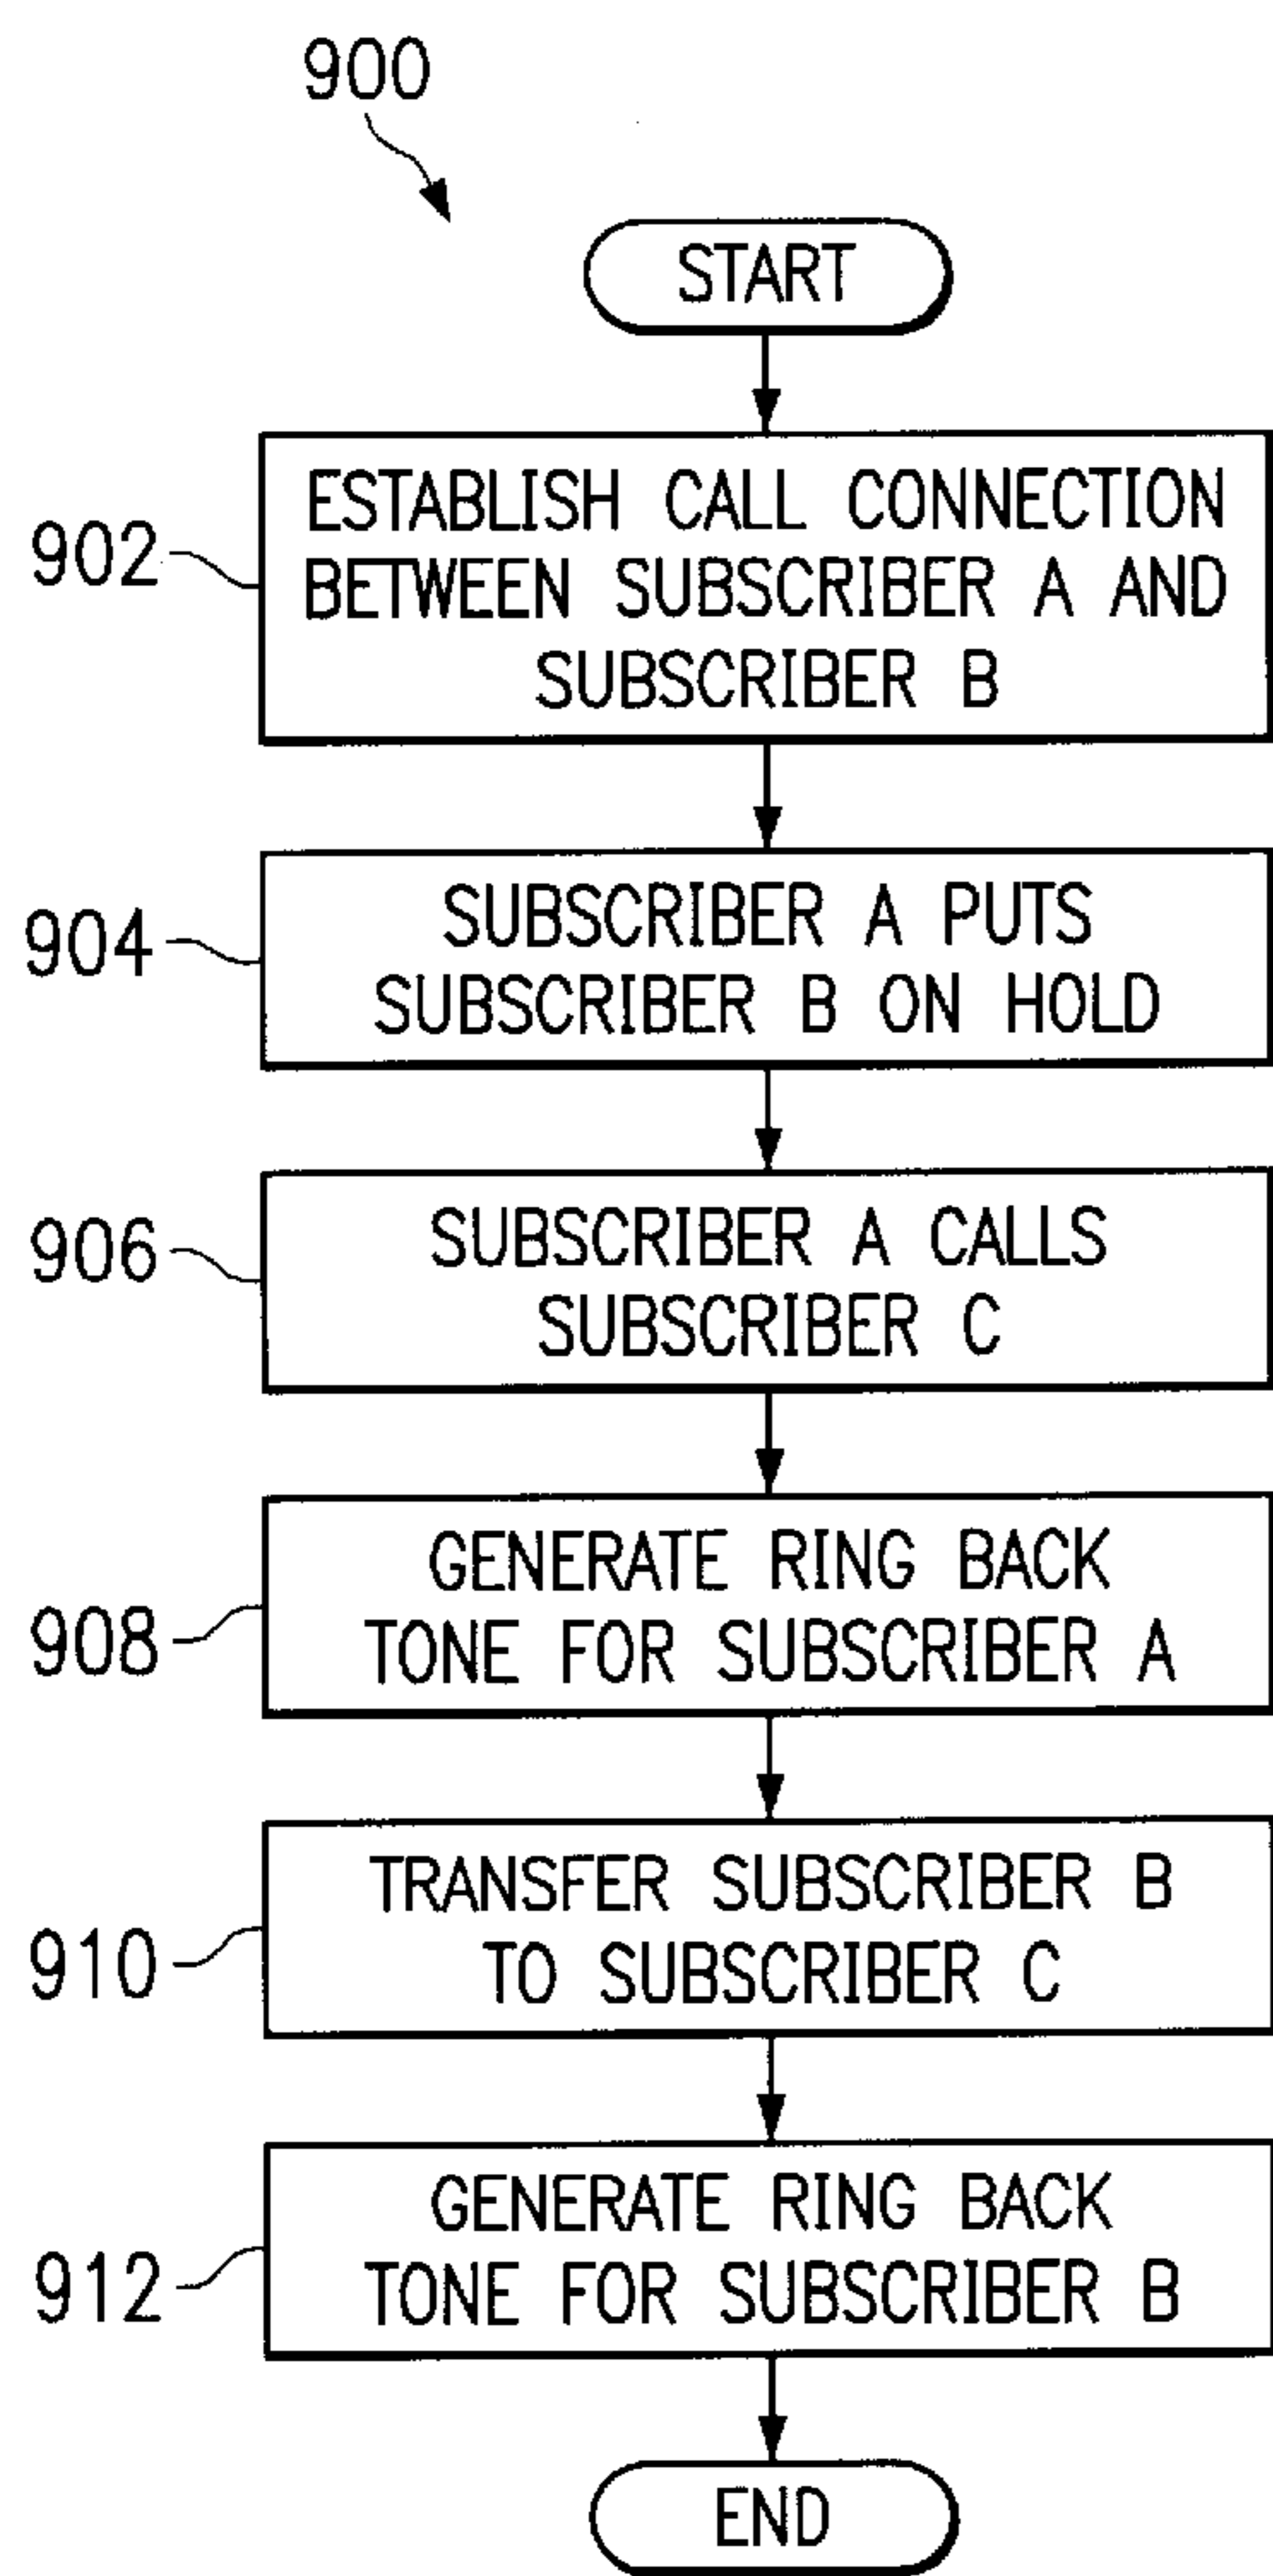 900
START
902
ESTABLISH CALL CONNECTION
BETWEEN SUBSCRIBER A AND
SUBSCRIBER B
904
SUBSCRIBER A PUTS
SUBSCRIBER B ON HOLD
906
SUBSCRIBER A CALLS
SUBSCRIBER C
908
GENERATE RING BACK
TONE FOR SUBSCRIBER A
910
TRANSFER SUBSCRIBER B
TO SUBSCRIBER C
912
GENERATE RING BACK
TONE FOR SUBSCRIBER B
END